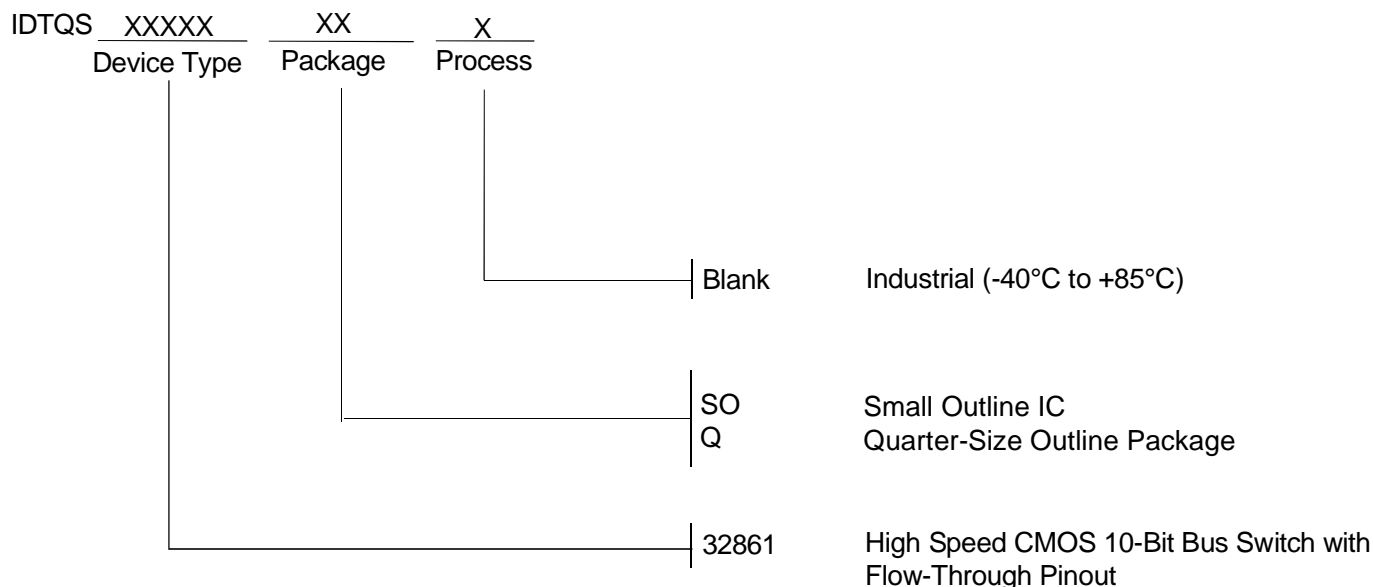 IDTQS XXXXX XX X
Device Type Package Process
Blank Industrial (-40°C to +85°C)
SO Small Outline IC
Q Quarter-Size Outline Package
32861 High Speed CMOS 10-Bit Bus Switch with
Flow-Through Pinout